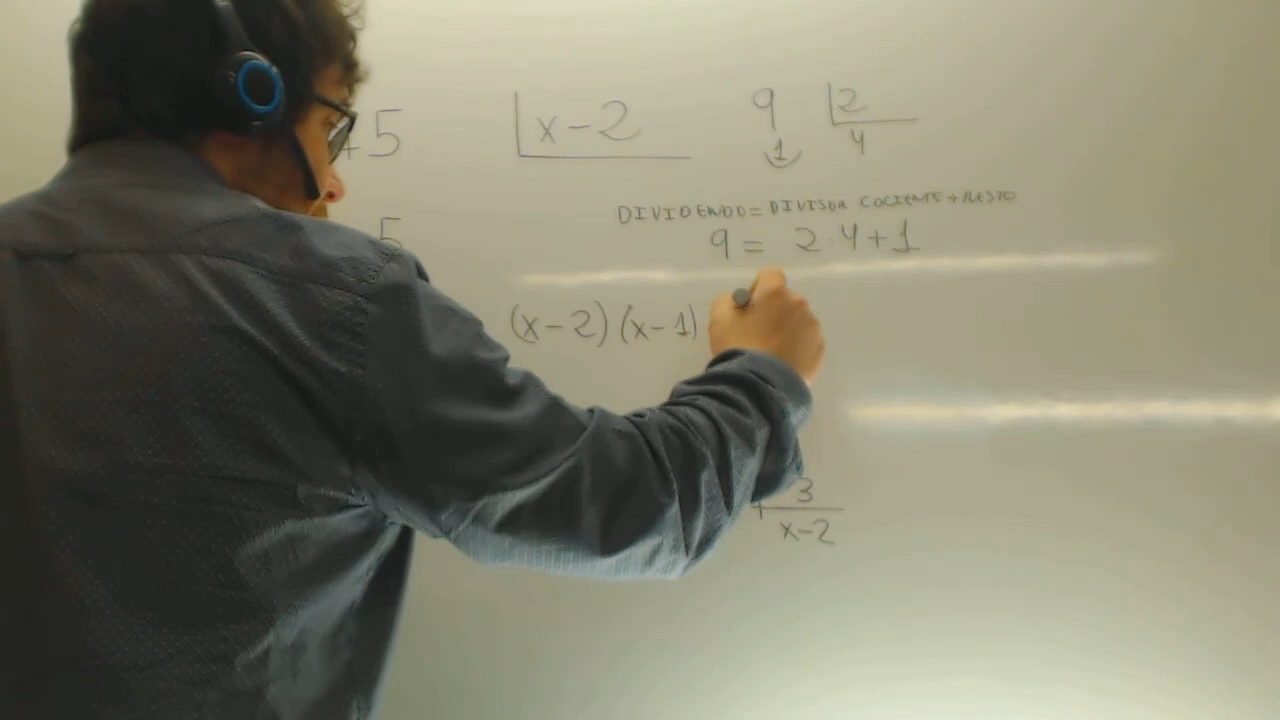 +5 x-2 9 2
1 4
DIVIDENDO = DIVISOR COCIENTE + RESTO
5 9 = 2·4+1
(x-2)(x-1)
+ 3
x-2